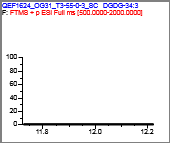 QEF1624_OG31_T3-55-0-3_SC DGDG-34:3
F: FTMS + p ESI Full ms [500.0000-2000.0000]
100
80
60
40
20
0
11.8 12.0 12.2